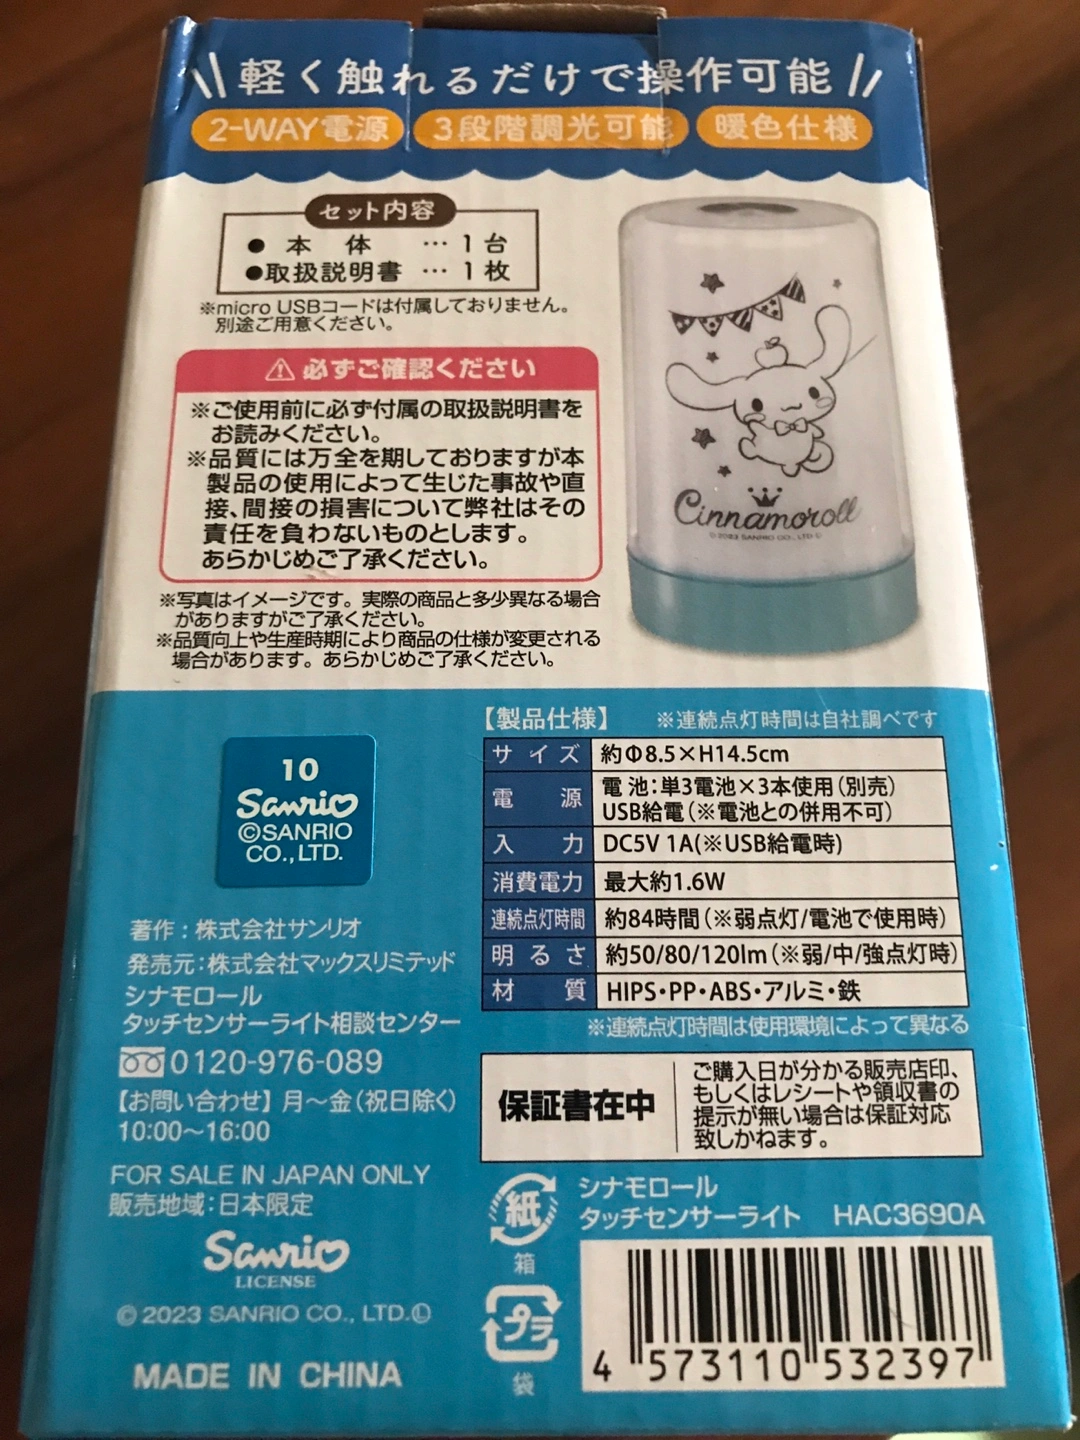 軽く触れるだけで操作可能
2-WAY電源 3段階調光可能 暖色仕様
セット内容
● 本 体 … 1 台
●取扱説明書 … 1 枚
※micro USBコードは付属しておりません。
別途ご用意ください。
⚠必ずご確認ください
※ご使用前に必ず付属の取扱説明書を
お読みください。
※品質には万全を期しておりますが本
製品の使用によって生じた事故や直
接、間接の損害について弊社はその
責任を負わないものとします。
あらかじめご了承ください。
※写真はイメージです。実際の商品と多少異なる場合
がありますがご了承ください。
※品質向上や生産時期により商品の仕様が変更される
場合があります。あらかじめご了承ください。
Cinnamoroll
©2023 SANRIO CO., LTD Ⓛ
【製品仕様】 ※連続点灯時間は自社調べです
サイズ 約Φ8.5×H14.5cm
電 源 電 池:単3電池×3本使用(別売)
USB給電(※電池との併用不可)
入 力 DC5V 1A(※USB給電時)
消費電力 最大約1.6W
連続点灯時間 約84時間(※弱点灯/電池で使用時)
明るさ 約50/80/120lm(※弱/中/強点灯時)
材 質 HIPS・PP・ABS・アルミ・鉄
※連続点灯時間は使用環境によって異なる
10
Sanrio
©SANRIO
CO.,LTD.
著作:株式会社サンリオ
発売元:株式会社マックスリミテッド
シナモロール
タッチセンサーライト相談センター
0120-976-089
【お問い合わせ】月～金(祝日除く)
10:00～16:00
FOR SALE IN JAPAN ONLY
販売地域:日本限定
Sanrio
LICENSE
© 2023 SANRIO CO., LTD.Ⓛ
MADE IN CHINA
保証書在中
ご購入日が分かる販売店印、
もしくはレシートや領収書の
提示が無い場合は保証対応
致しかねます。
紙
箱
プラ
袋
シナモロール
タッチセンサーライト HAC3690A
4 573110 532397